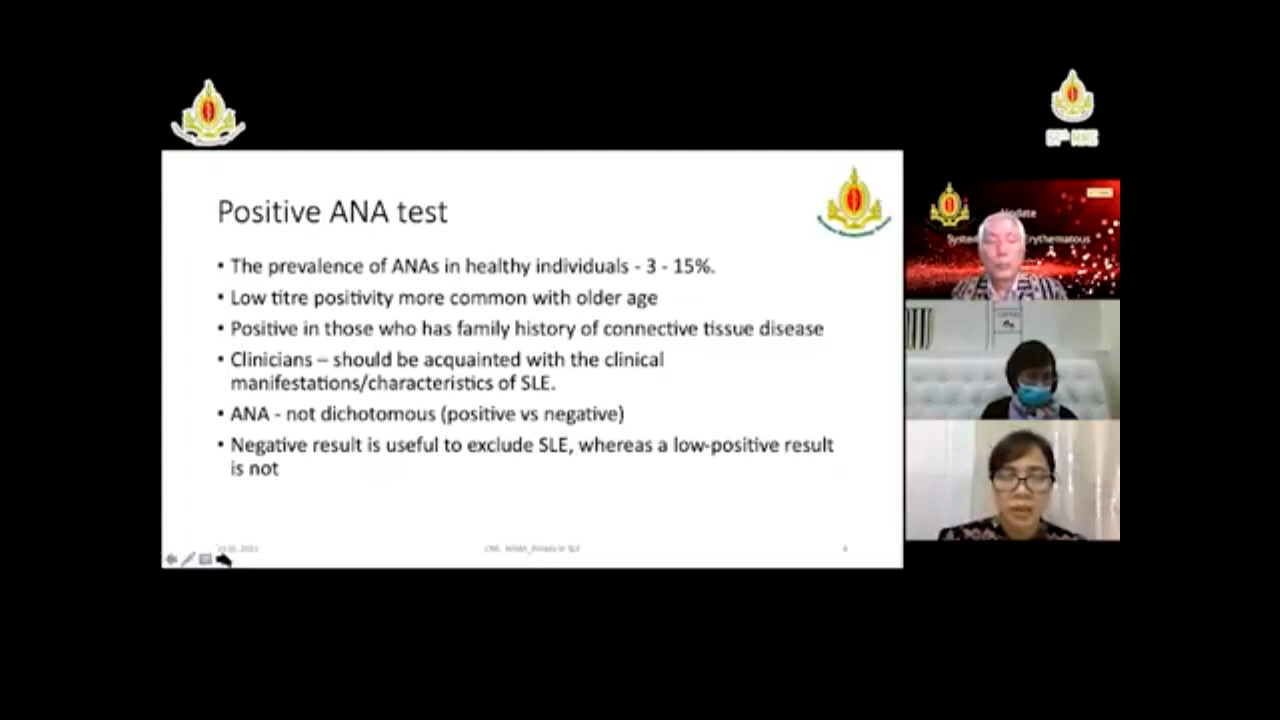 Positive ANA test
• The prevalence of ANAs in healthy individuals - 3 - 15%.
• Low titre positivity more common with older age
• Positive in those who has family history of connective tissue disease
• Clinicians – should be acquainted with the clinical
manifestations/characteristics of SLE.
• ANA - not dichotomous (positive vs negative)
• Negative result is useful to exclude SLE, whereas a low-positive result
is not
Update
Erythematous